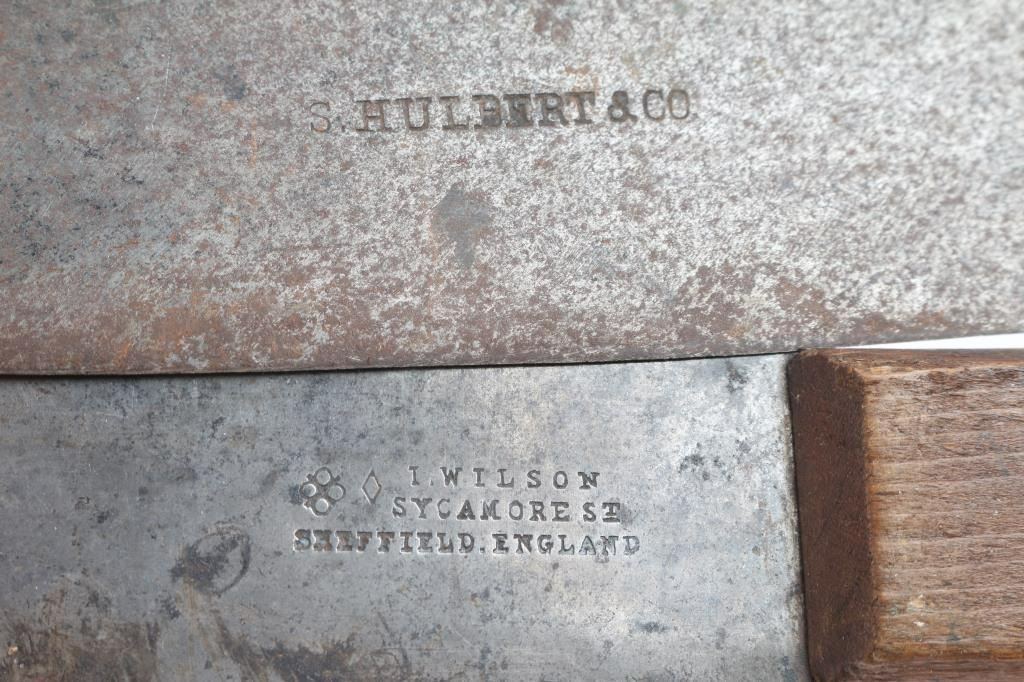 S. HULBERT & CO.
I. WILSON
SYCAMORE ST
SHEFFIELD. ENGLAND